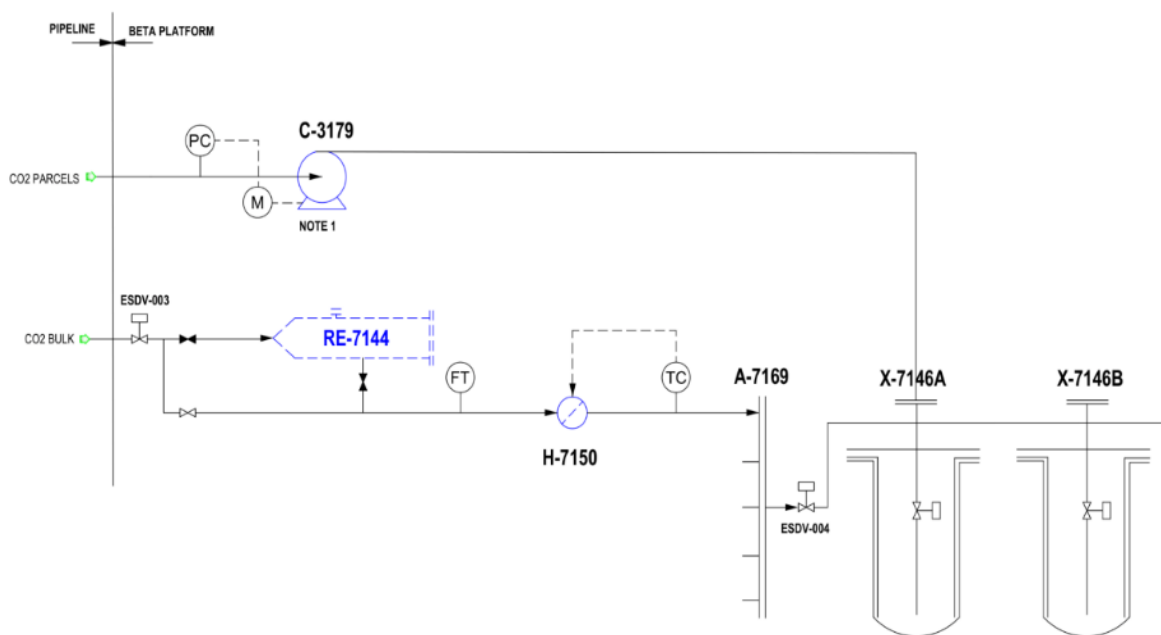 PIPELINE BETA PLATFORM
PC
C-3179
CO2 PARCELS
M
NOTE 1
ESDV-003
CO2 BULK
RE-7144
FT
TC
A-7169
X-7146A
X-7146B
H-7150
ESDV-004